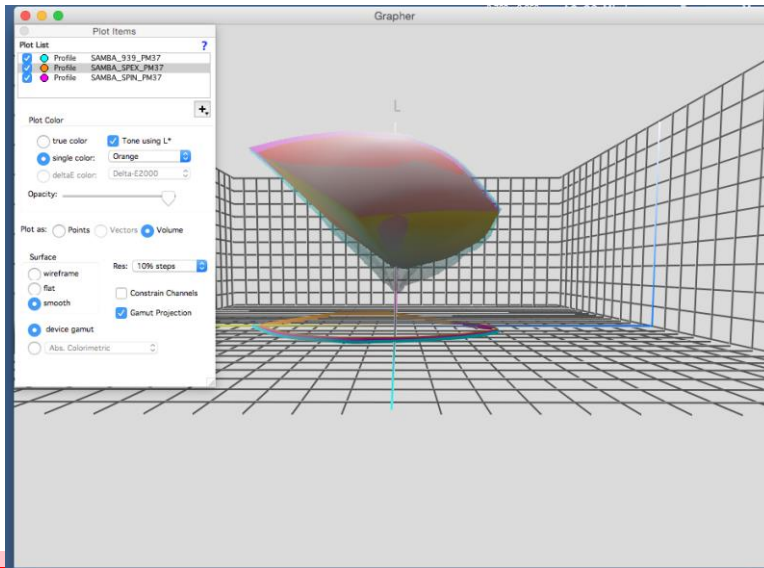 Grapher
Plot Items
Plot List
?
Profile SAMBA_939_PM37
Profile SAMBA_SPEX_PM37
Profile SAMBA_SPIN_PM37
+
Plot Color
true color Tone using L*
single color: Orange
deltaE color: Delta-E2000
Opacity:
Plot as: Points Vectors Volume
Surface
Res: 10% steps
wireframe
flat
smooth
Constrain Channels
Gamut Projection
device gamut
Abs. Colorimetric
L